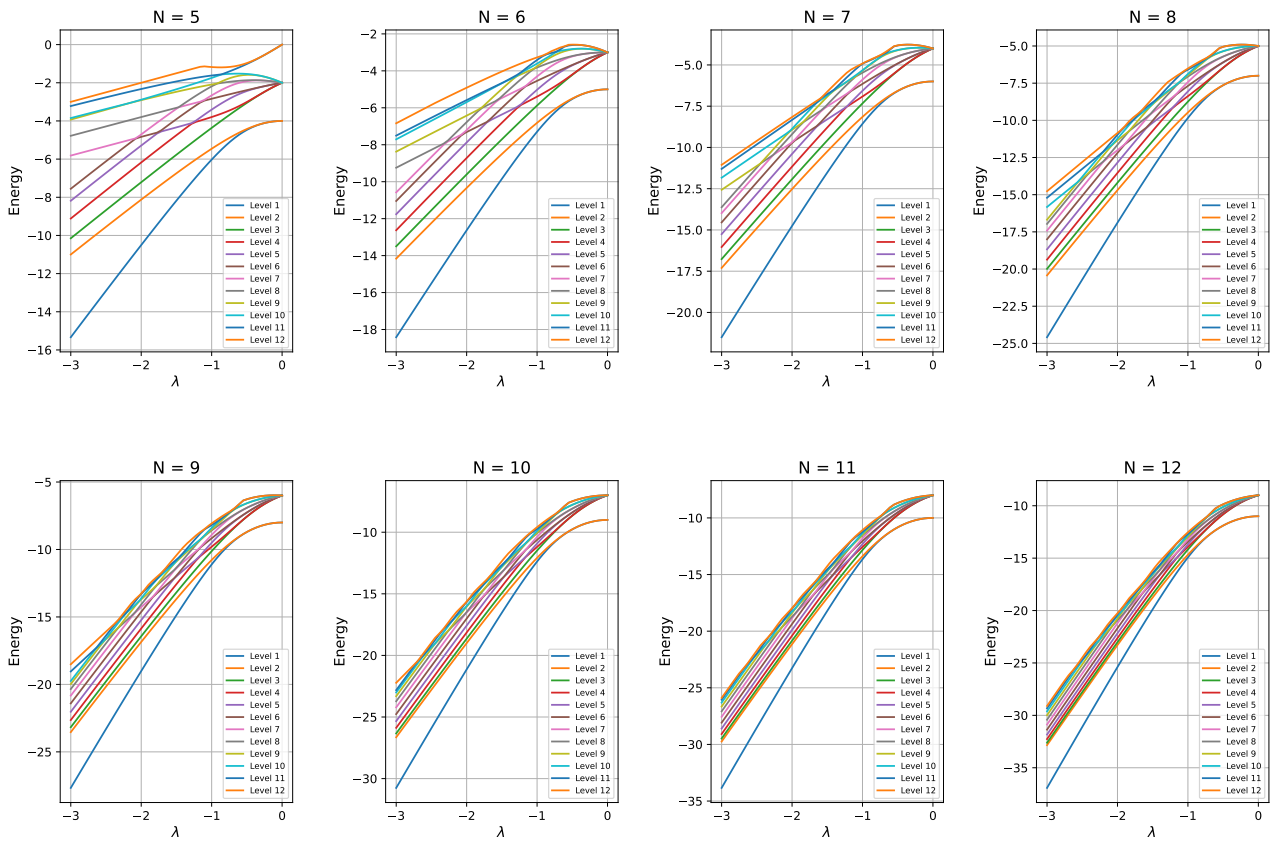 N = 5
0
−2
−4
−6
−8
−10
−12
−14
−16
Energy
−3
−2
−1
0
λ
Level 1
Level 2
Level 3
Level 4
Level 5
Level 6
Level 7
Level 8
Level 9
Level 10
Level 11
Level 12
N = 6
−2
−4
−6
−8
−10
−12
−14
−16
−18
Energy
−3
−2
−1
0
λ
Level 1
Level 2
Level 3
Level 4
Level 5
Level 6
Level 7
Level 8
Level 9
Level 10
Level 11
Level 12
N = 7
−5.0
−7.5
−10.0
−12.5
−15.0
−17.5
−20.0
Energy
−3
−2
−1
0
λ
Level 1
Level 2
Level 3
Level 4
Level 5
Level 6
Level 7
Level 8
Level 9
Level 10
Level 11
Level 12
N = 8
−5.0
−7.5
−10.0
−12.5
−15.0
−17.5
−20.0
−22.5
−25.0
Energy
−3
−2
−1
0
λ
Level 1
Level 2
Level 3
Level 4
Level 5
Level 6
Level 7
Level 8
Level 9
Level 10
Level 11
Level 12
N = 9
−5
−10
−15
−20
−25
Energy
−3
−2
−1
0
λ
Level 1
Level 2
Level 3
Level 4
Level 5
Level 6
Level 7
Level 8
Level 9
Level 10
Level 11
Level 12
N = 10
−10
−15
−20
−25
−30
Energy
−3
−2
−1
0
λ
Level 1
Level 2
Level 3
Level 4
Level 5
Level 6
Level 7
Level 8
Level 9
Level 10
Level 11
Level 12
N = 11
−10
−15
−20
−25
−30
−35
Energy
−3
−2
−1
0
λ
Level 1
Level 2
Level 3
Level 4
Level 5
Level 6
Level 7
Level 8
Level 9
Level 10
Level 11
Level 12
N = 12
−10
−15
−20
−25
−30
−35
Energy
−3
−2
−1
0
λ
Level 1
Level 2
Level 3
Level 4
Level 5
Level 6
Level 7
Level 8
Level 9
Level 10
Level 11
Level 12